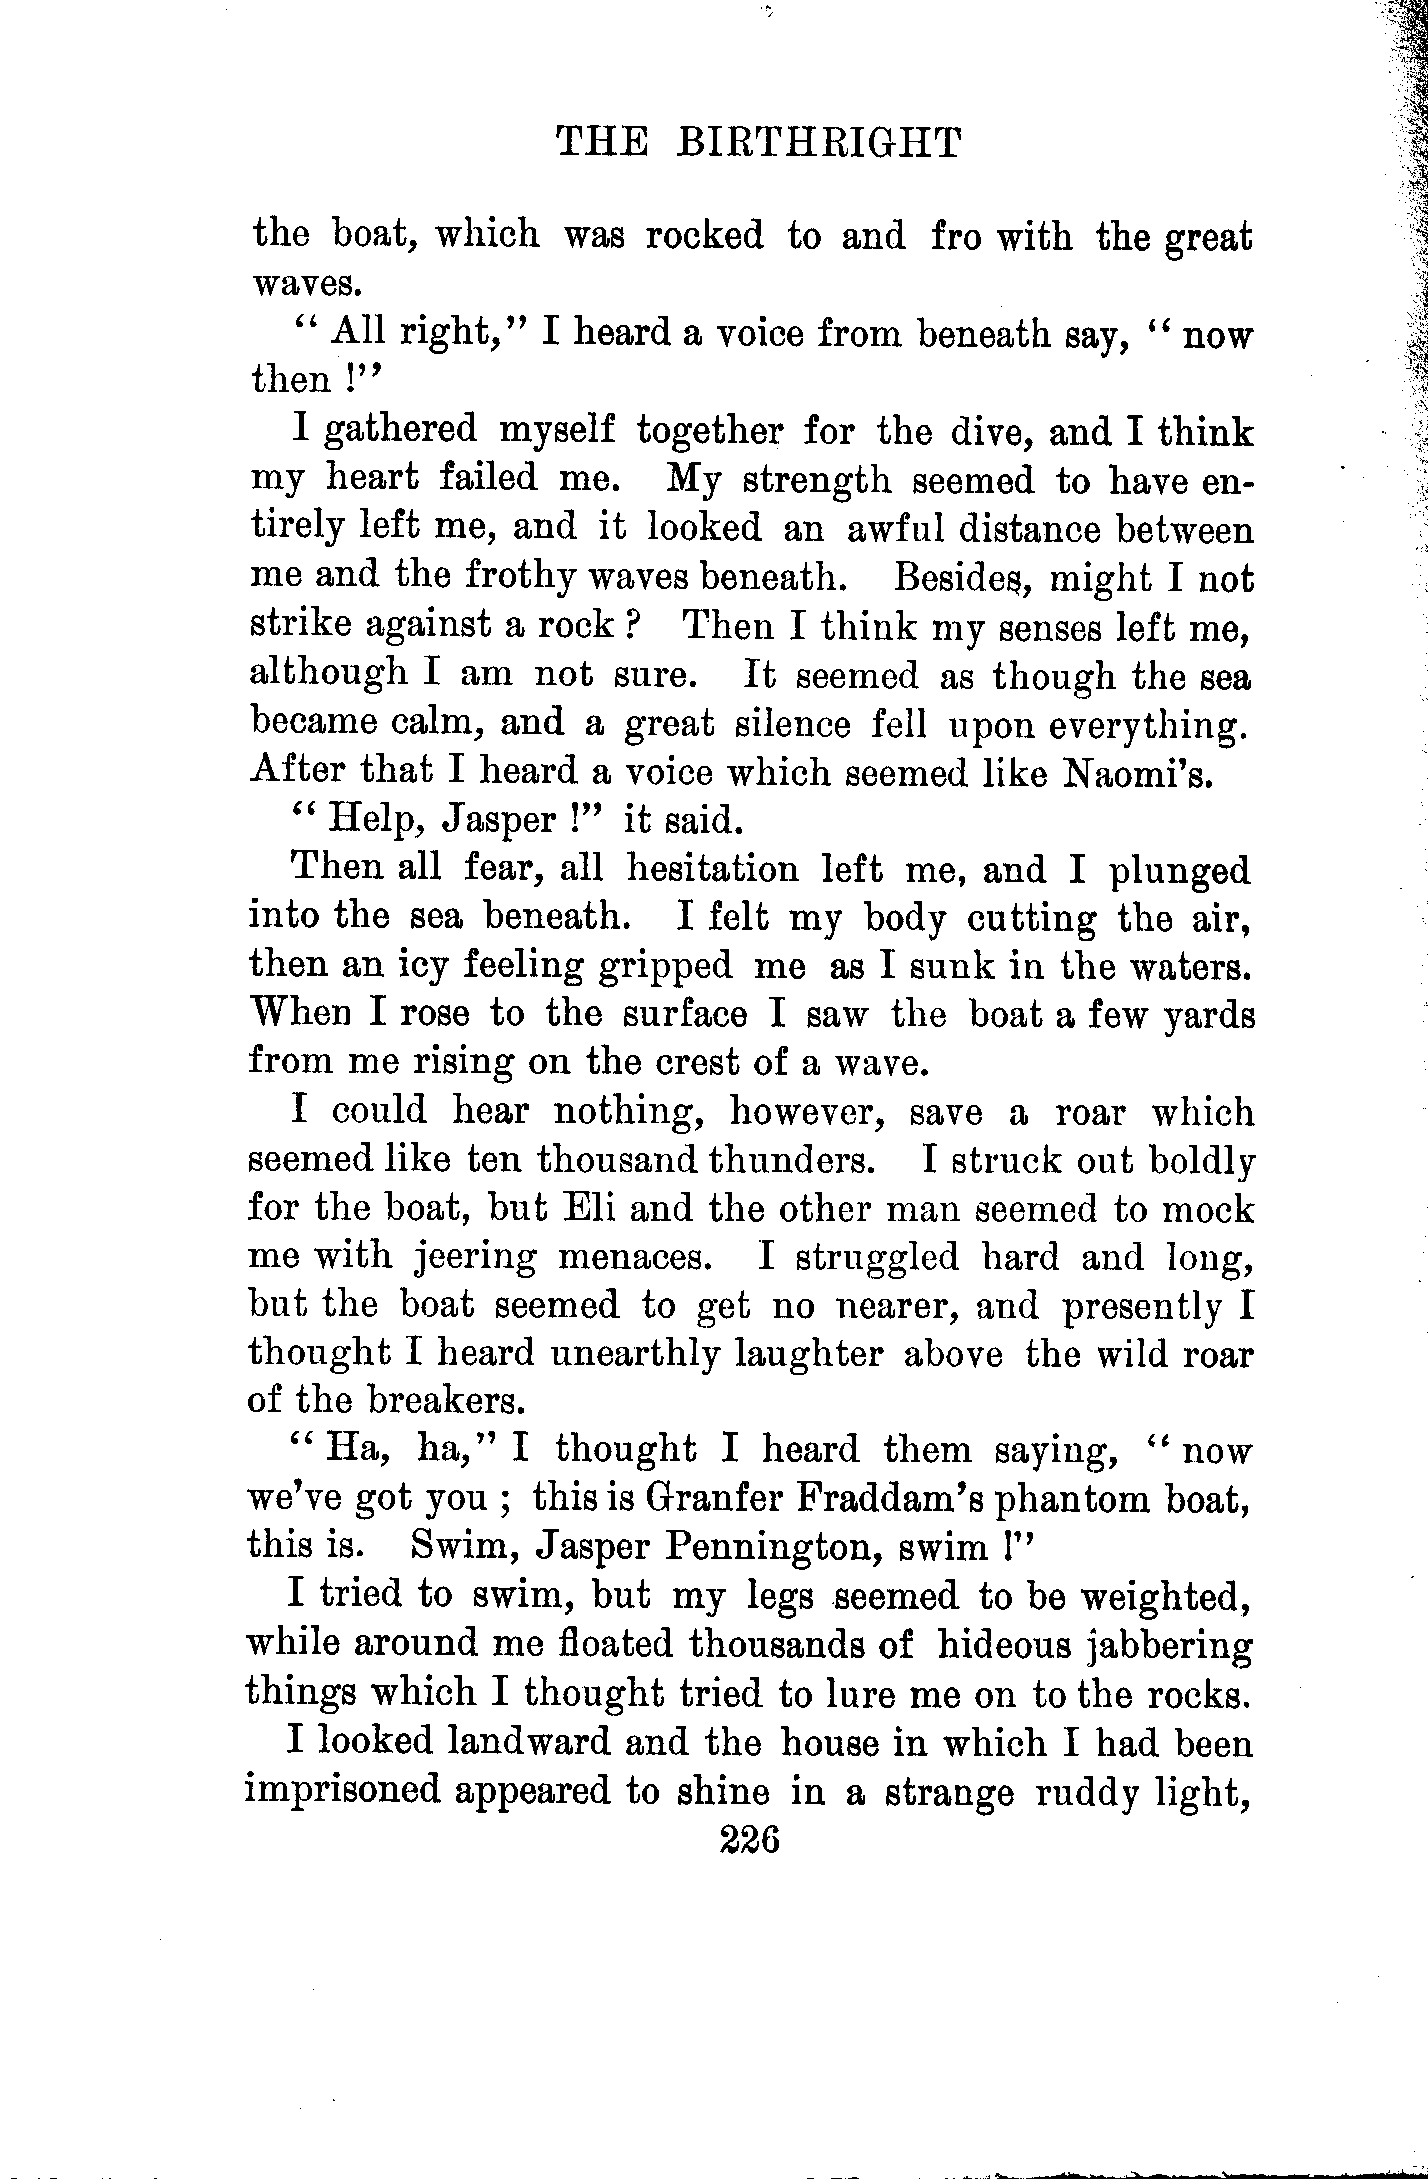 THE BIRTHRIGHT
the boat, which was rocked to and fro with the great
waves.
“ All right,” I heard a voice from beneath say, “ now
then !”
I gathered myself together for the dive, and I think
my heart failed me. My strength seemed to have en-
tirely left me, and it looked an awful distance between
me and the frothy waves beneath. Besides, might I not
strike against a rock ? Then I think my senses left me,
although I am not sure. It seemed as though the sea
became calm, and a great silence fell upon everything.
After that I heard a voice which seemed like Naomi’s.
“ Help, Jasper !” it said.
Then all fear, all hesitation left me, and I plunged
into the sea beneath. I felt my body cutting the air,
then an icy feeling gripped me as I sunk in the waters.
When I rose to the surface I saw the boat a few yards
from me rising on the crest of a wave.
I could hear nothing, however, save a roar which
seemed like ten thousand thunders. I struck out boldly
for the boat, but Eli and the other man seemed to mock
me with jeering menaces. I struggled hard and long,
but the boat seemed to get no nearer, and presently I
thought I heard unearthly laughter above the wild roar
of the breakers.
“ Ha, ha,” I thought I heard them saying, “ now
we’ve got you ; this is Granfer Fraddam’s phantom boat,
this is. Swim, Jasper Pennington, swim !”
I tried to swim, but my legs seemed to be weighted,
while around me floated thousands of hideous jabbering
things which I thought tried to lure me on to the rocks.
I looked landward and the house in which I had been
imprisoned appeared to shine in a strange ruddy light,
226